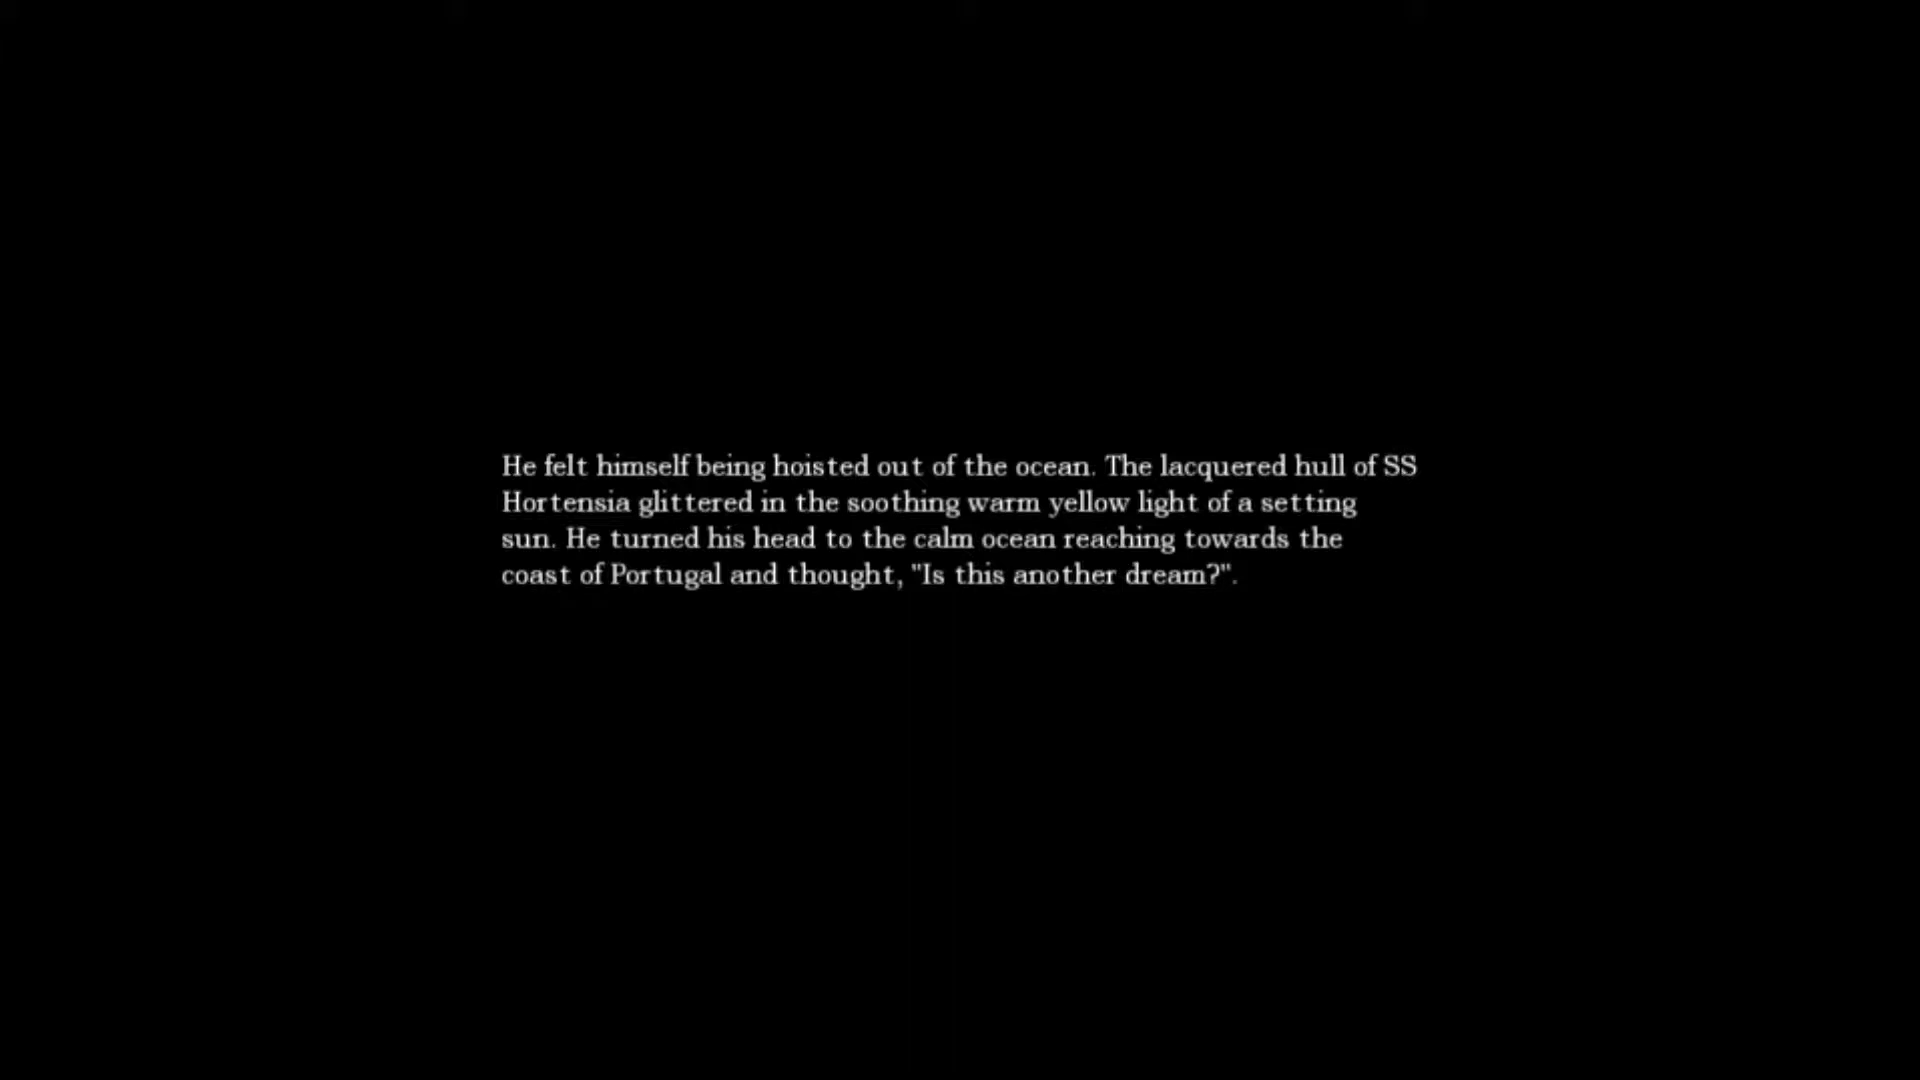 He felt himself being hoisted out of the ocean. The lacquered hull of SS
Hortensia glittered in the soothing warm yellow light of a setting
sun. He turned his head to the calm ocean reaching towards the
coast of Portugal and thought, "Is this another dream?".